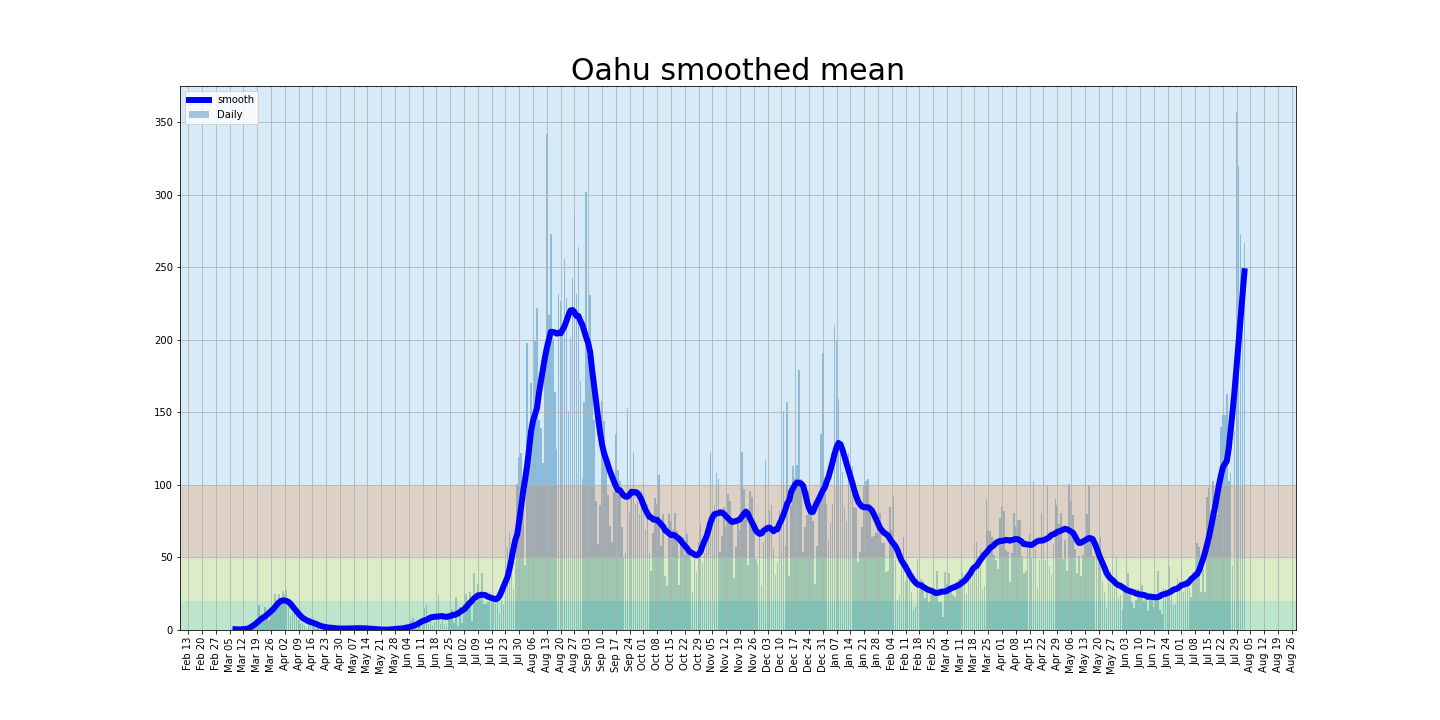 Oahu smoothed mean
smooth
Daily
350
300
250
200
150
100
50
0
Feb 13
Feb 20
Feb 27
Mar 05
Mar 12
Mar 19
Mar 26
Apr 02
Apr 09
Apr 16
Apr 23
Apr 30
May 07
May 14
May 21
May 28
Jun 04
Jun 11
Jun 18
Jun 25
Jul 02
Jul 09
Jul 16
Jul 23
Jul 30
Aug 06
Aug 13
Aug 20
Aug 27
Sep 03
Sep 10
Sep 17
Sep 24
Oct 01
Oct 08
Oct 15
Oct 22
Oct 29
Nov 05
Nov 12
Nov 19
Nov 26
Dec 03
Dec 10
Dec 17
Dec 24
Dec 31
Jan 07
Jan 14
Jan 21
Jan 28
Feb 04
Feb 11
Feb 18
Feb 25
Mar 04
Mar 11
Mar 18
Mar 25
Apr 01
Apr 08
Apr 15
Apr 22
Apr 29
May 06
May 13
May 20
May 27
Jun 03
Jun 10
Jun 17
Jun 24
Jul 01
Jul 08
Jul 15
Jul 22
Jul 29
Aug 05
Aug 12
Aug 19
Aug 26